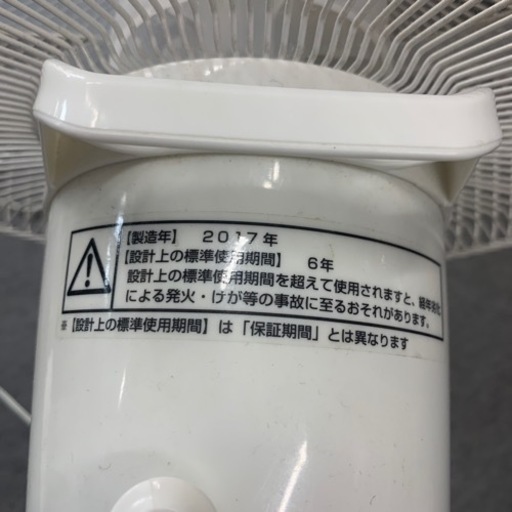 【製造年】 2017年
【設計上の標準使用期間】 6年
設計上の標準使用期間を超えて使用されますと、経年劣化
による発火・けが等の事故に至るおそれがあります。
※【設計上の標準使用期間】は「保証期間」とは異なります